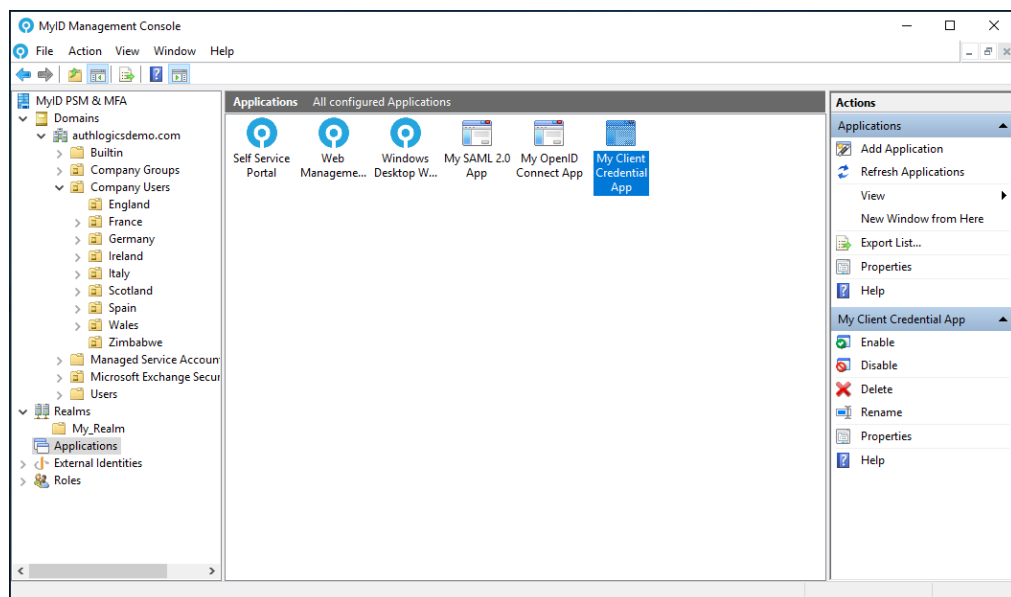 MyID Management Console
File Action View Window Help
MyID PSM & MFA
Domains
authlogicsdemo.com
Builtin
Company Groups
Company Users
England
France
Germany
Ireland
Italy
Scotland
Spain
Wales
Zimbabwe
Managed Service Accoun
Microsoft Exchange Secur
Users
Realms
My_Realm
Applications
External Identities
Roles
Applications All configured Applications
Self Service
Portal
Web
Manageme...
Windows
Desktop W...
My SAML 2.0
App
My OpenID
Connect App
My Client
Credential
App
Actions
Applications
Add Application
Refresh Applications
View
New Window from Here
Export List...
Properties
Help
My Client Credential App
Enable
Disable
Delete
Rename
Properties
Help